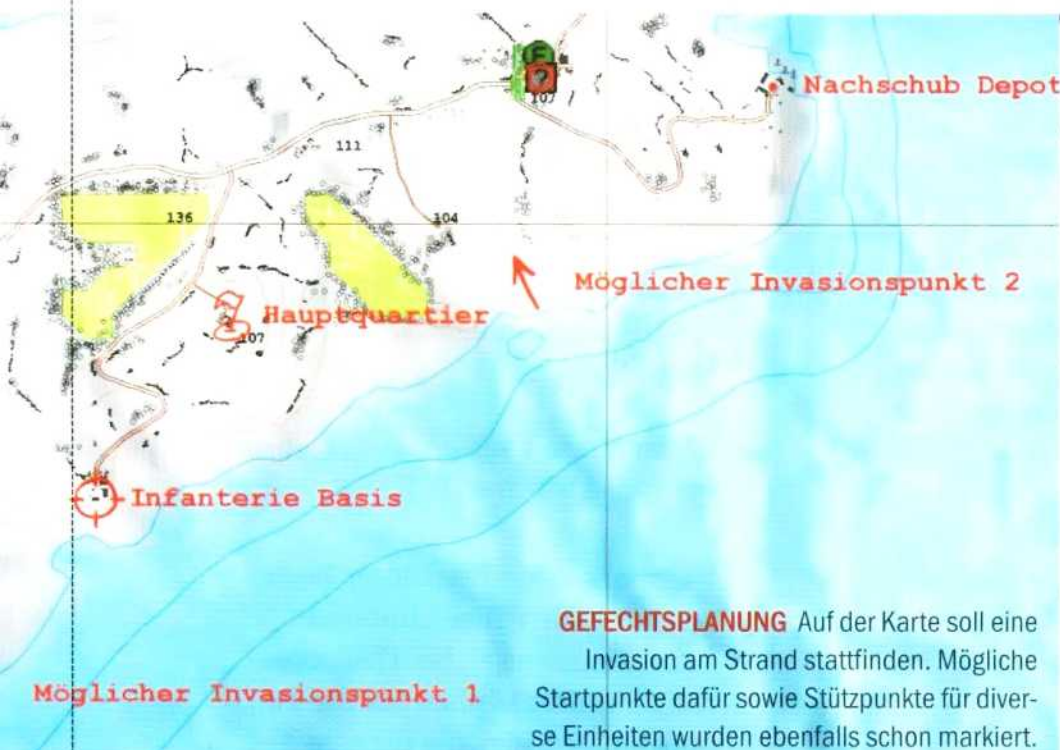 Nachschub Depot
107
111
136
104
Möglicher Invasionspunkt 2
Hauptquartier
107
Infanterie Basis
GEFECHTSPLANUNG Auf der Karte soll eine
Invasion am Strand stattfinden. Mögliche
Möglicher Invasionspunkt 1
Startpunkte dafür sowie Stützpunkte für diver-
se Einheiten wurden ebenfalls schon markiert.